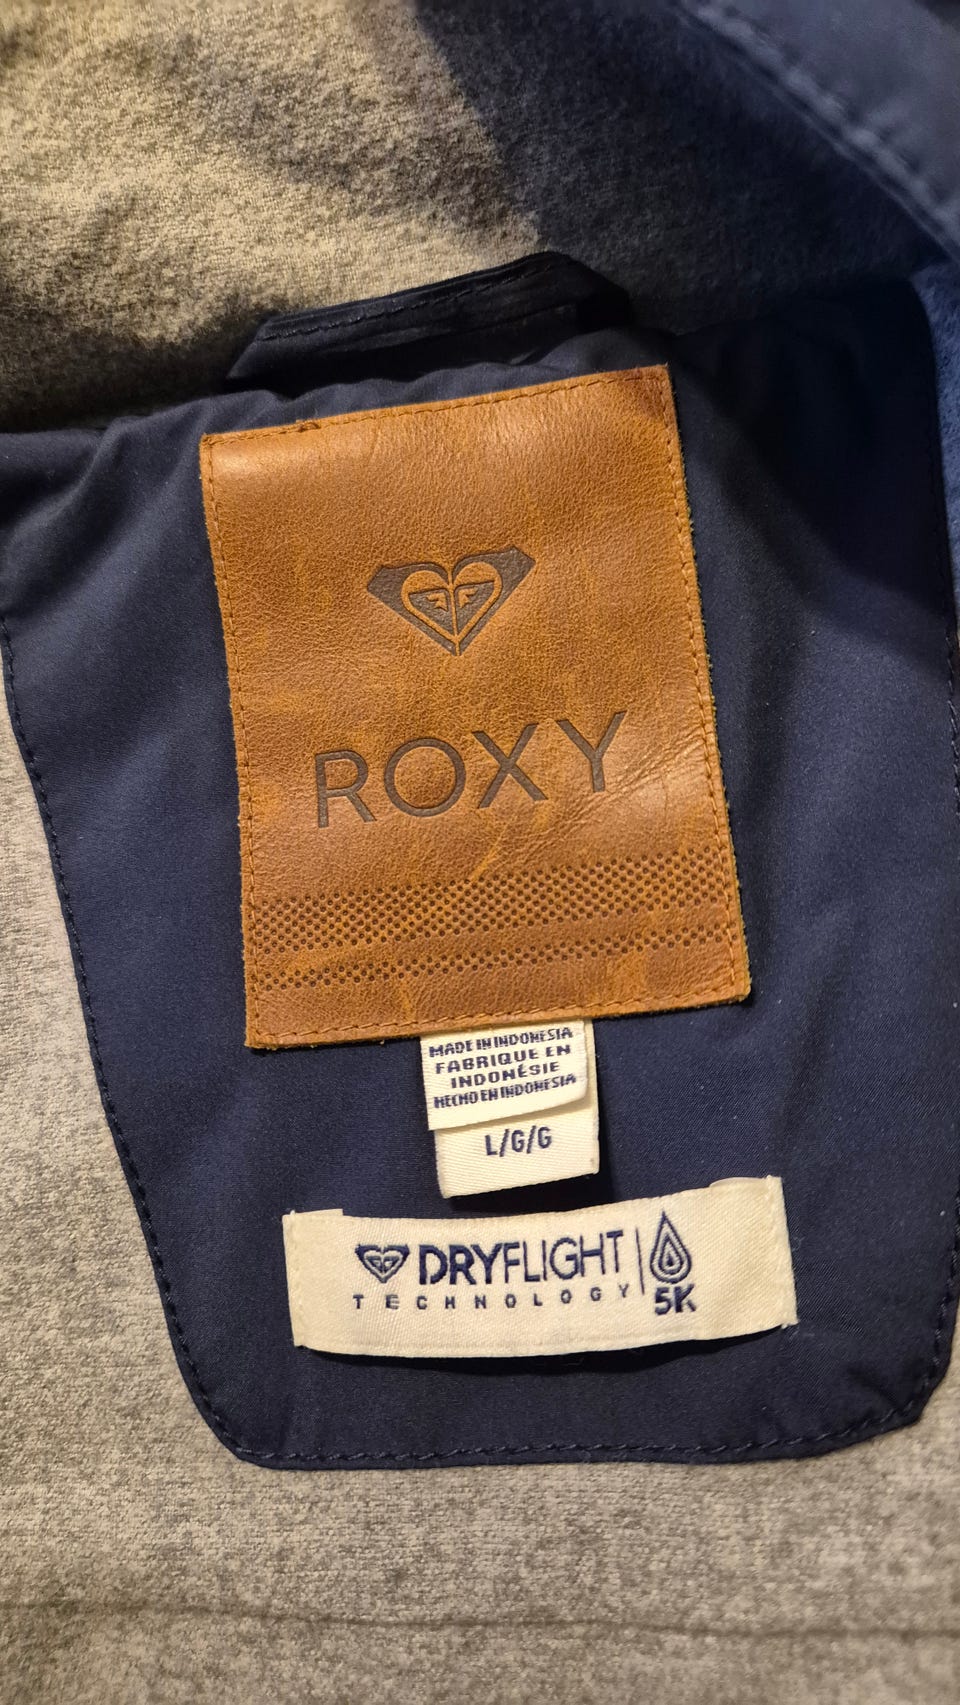 ROXY
MADE IN INDONESIA
FABRIQUE EN
INDONÉSIE
HECHO EN INDONESIA
L/G/G
DRYFLIGHT
TECHNOLOGY
5K